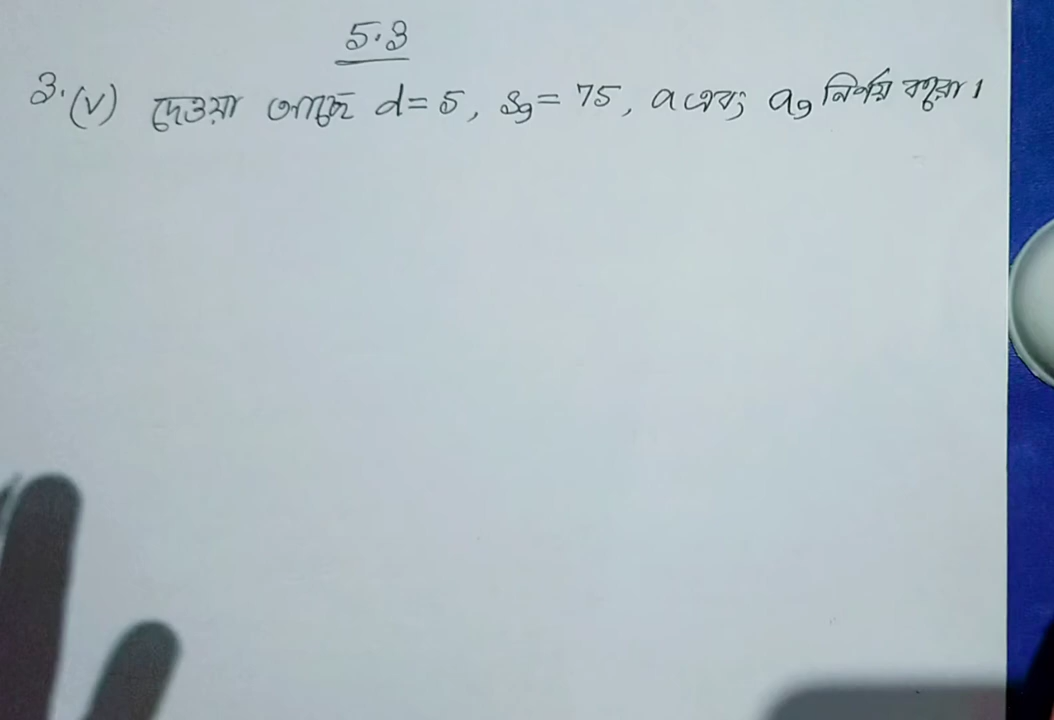 5.3
3. (v) দেওয়া আছে d = 5, S₉ = 75, a এবং a₉ নির্ণয় করো।